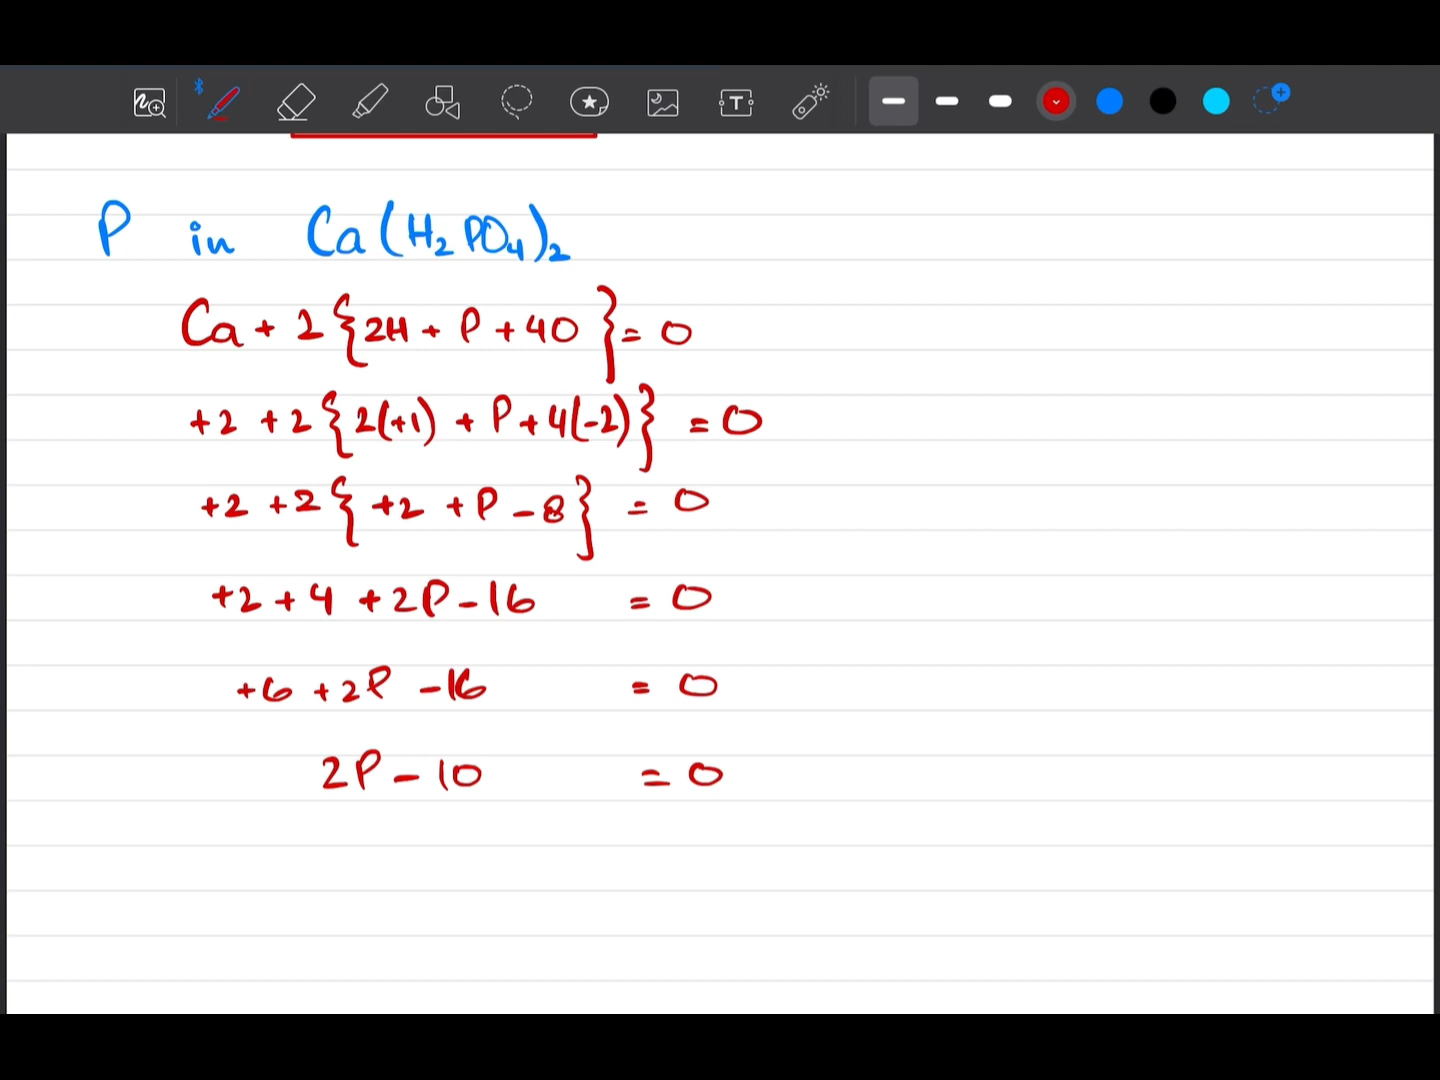 P in Ca(H₂PO₄)₂
Ca + 2{2H + P + 4O} = 0
+2 +2{2(+1) + P + 4(-2)} = 0
+2 +2{+2 +P -8} = 0
+2 +4 +2P -16 = 0
+6 +2P -16 = 0
2P - 10 = 0